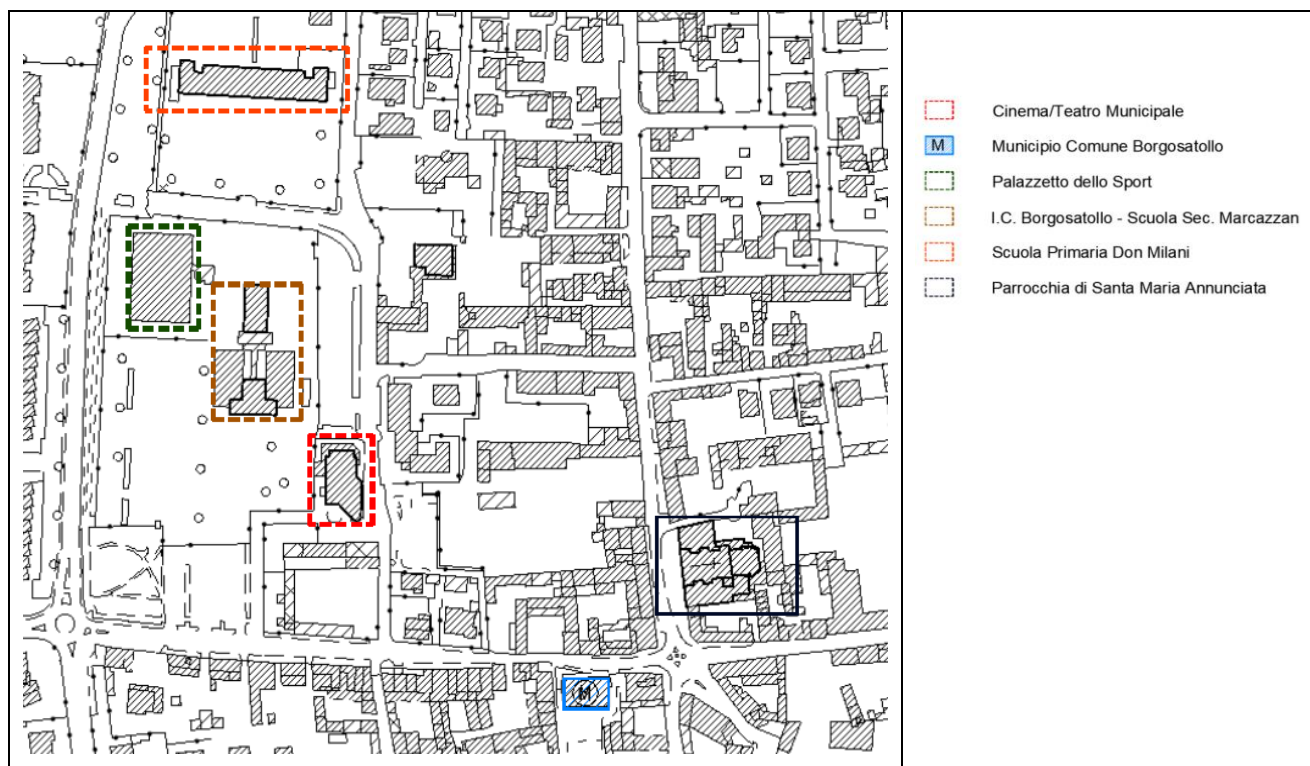 Cinema/Teatro Municipale
M Municipio Comune Borgosatollo
Palazzetto dello Sport
I.C. Borgosatollo - Scuola Sec. Marcazzan
Scuola Primaria Don Milani
Parrocchia di Santa Maria Annunciata
M